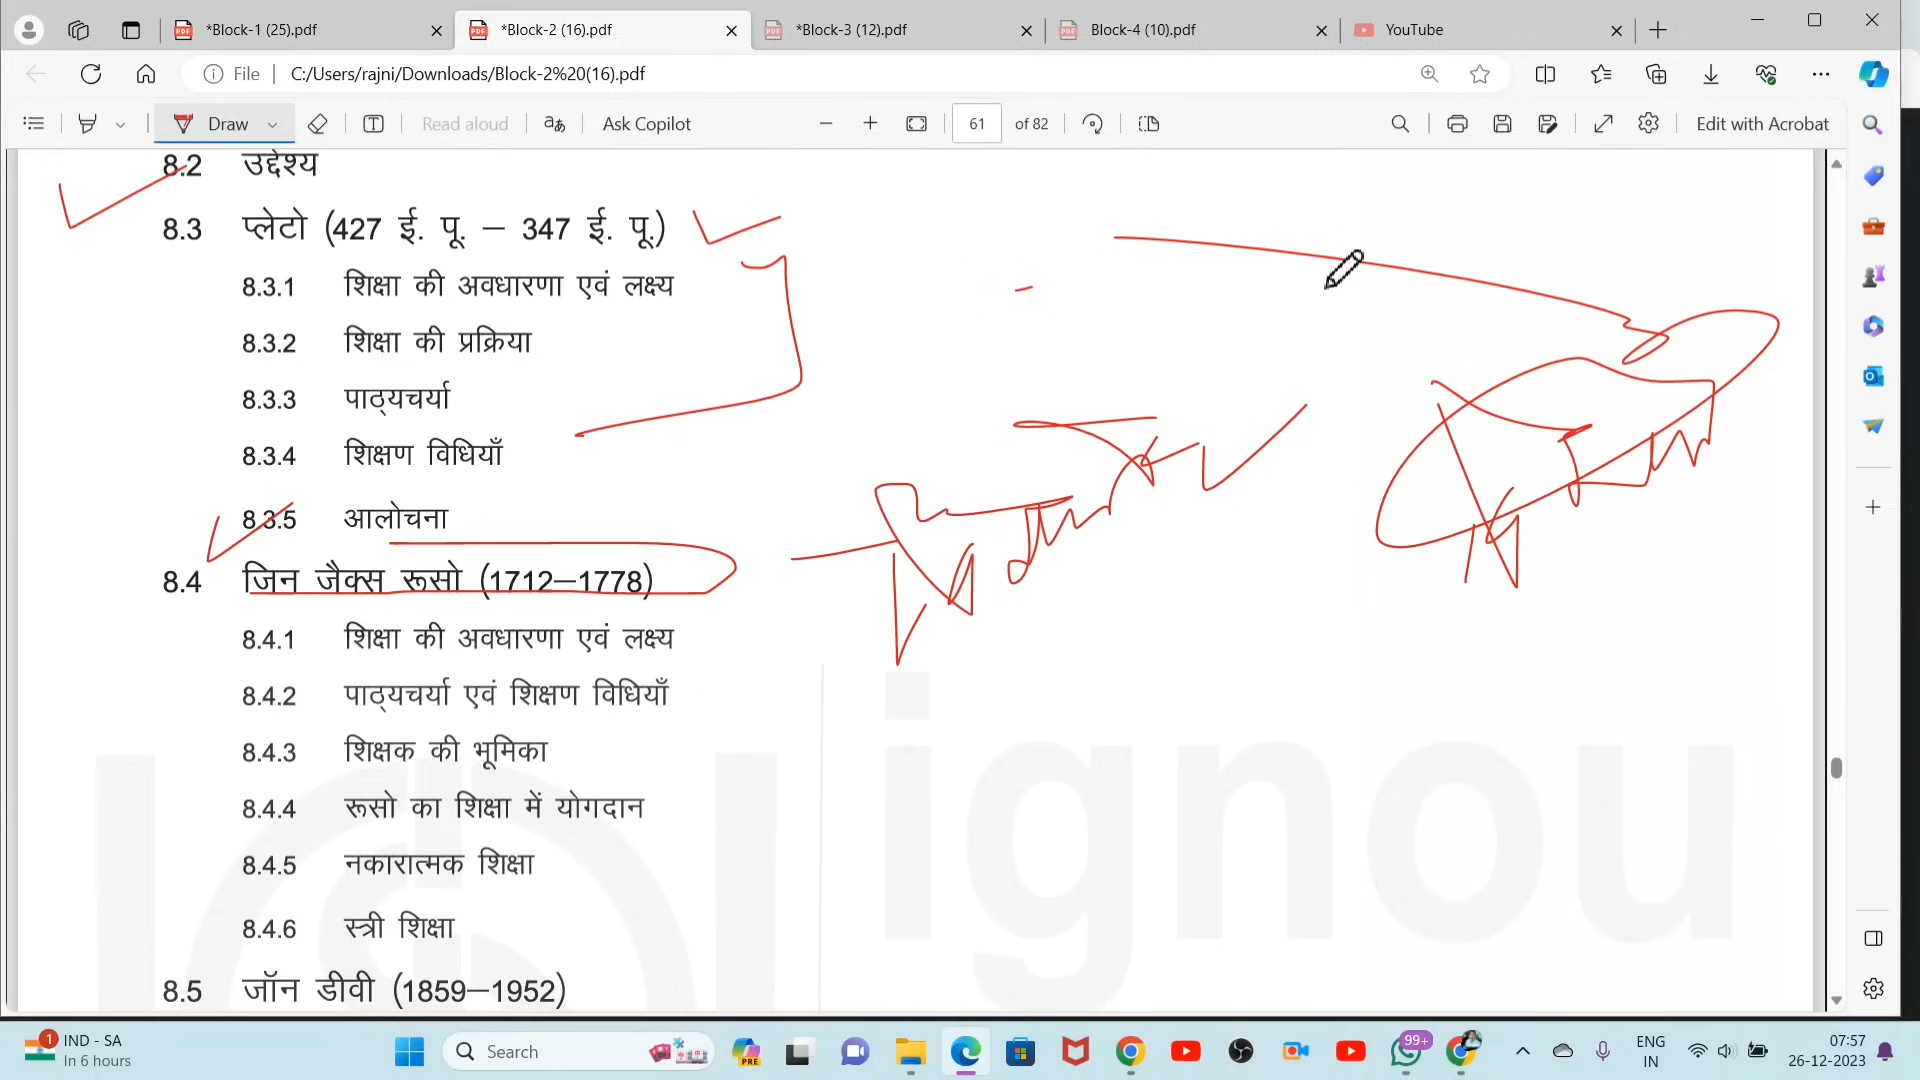 *Block-1 (25).pdf
*Block-2 (16).pdf
*Block-3 (12).pdf
Block-4 (10).pdf
YouTube
File
C:/Users/rajni/Downloads/Block-2%20(16).pdf
Draw
Read aloud
Ask Copilot
61 of 82
Edit with Acrobat
8.2 उद्देश्य
8.3 प्लेटो (427 ई. पू. – 347 ई. पू.)
8.3.1 शिक्षा की अवधारणा एवं लक्ष्य
8.3.2 शिक्षा की प्रक्रिया
8.3.3 पाठ्यचर्या
8.3.4 शिक्षण विधियाँ
8.3.5 आलोचना
8.4 जिन जैक्स रूसो (1712–1778)
8.4.1 शिक्षा की अवधारणा एवं लक्ष्य
8.4.2 पाठ्यचर्या एवं शिक्षण विधियाँ
8.4.3 शिक्षक की भूमिका
8.4.4 रूसो का शिक्षा में योगदान
8.4.5 नकारात्मक शिक्षा
8.4.6 स्त्री शिक्षा
8.5 जॉन डीवी (1859–1952)
ignou
1
IND - SA
In 6 hours
Search
PRE
99+
ENG
IN
07:57
26-12-2023